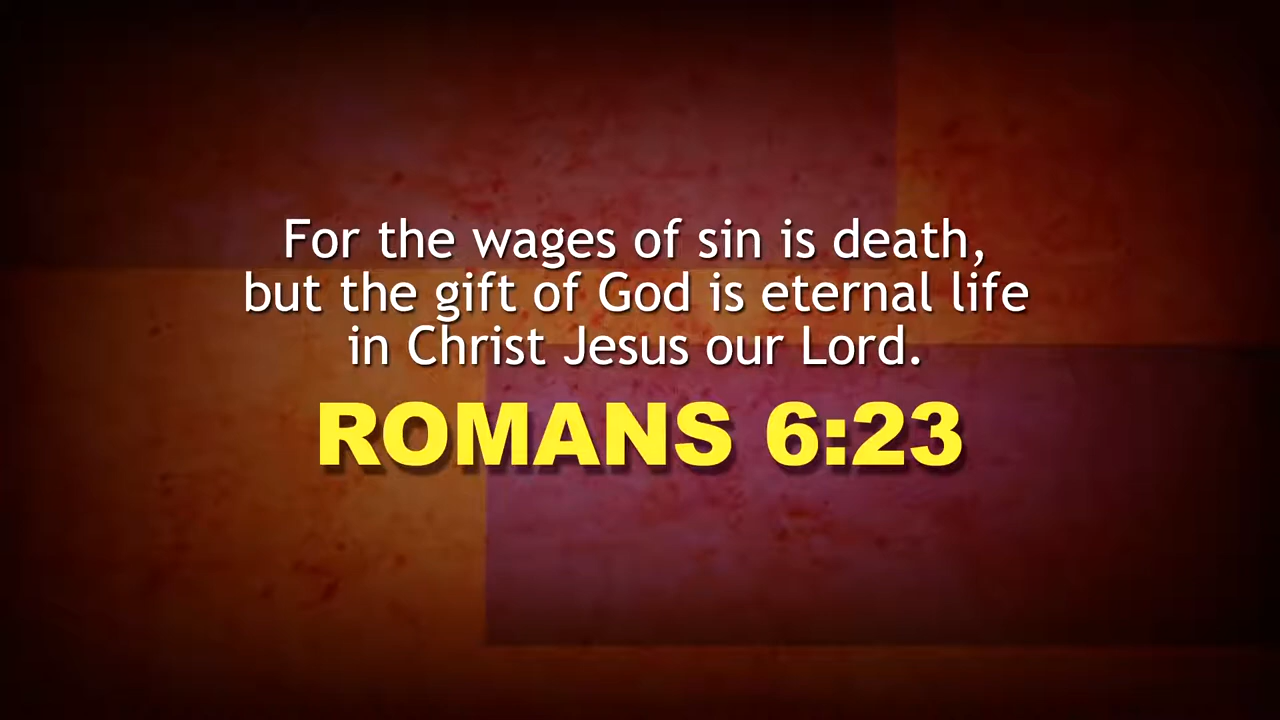 For the wages of sin is death,
but the gift of God is eternal life
in Christ Jesus our Lord.
ROMANS 6:23